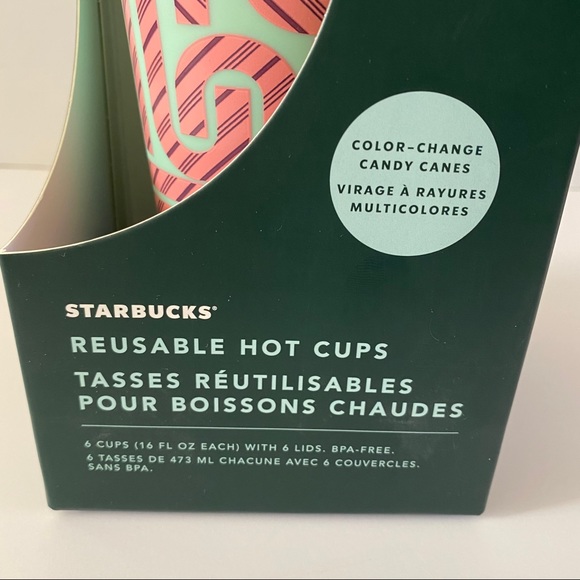 COLOR-CHANGE
CANDY CANES
VIRAGE À RAYURES
MULTICOLORES
STARBUCKS®
REUSABLE HOT CUPS
TASSES RÉUTILISABLES
POUR BOISSONS CHAUDES
6 CUPS (16 FL OZ EACH) WITH 6 LIDS. BPA-FREE.
6 TASSES DE 473 ML CHACUNE AVEC 6 COUVERCLES.
SANS BPA.